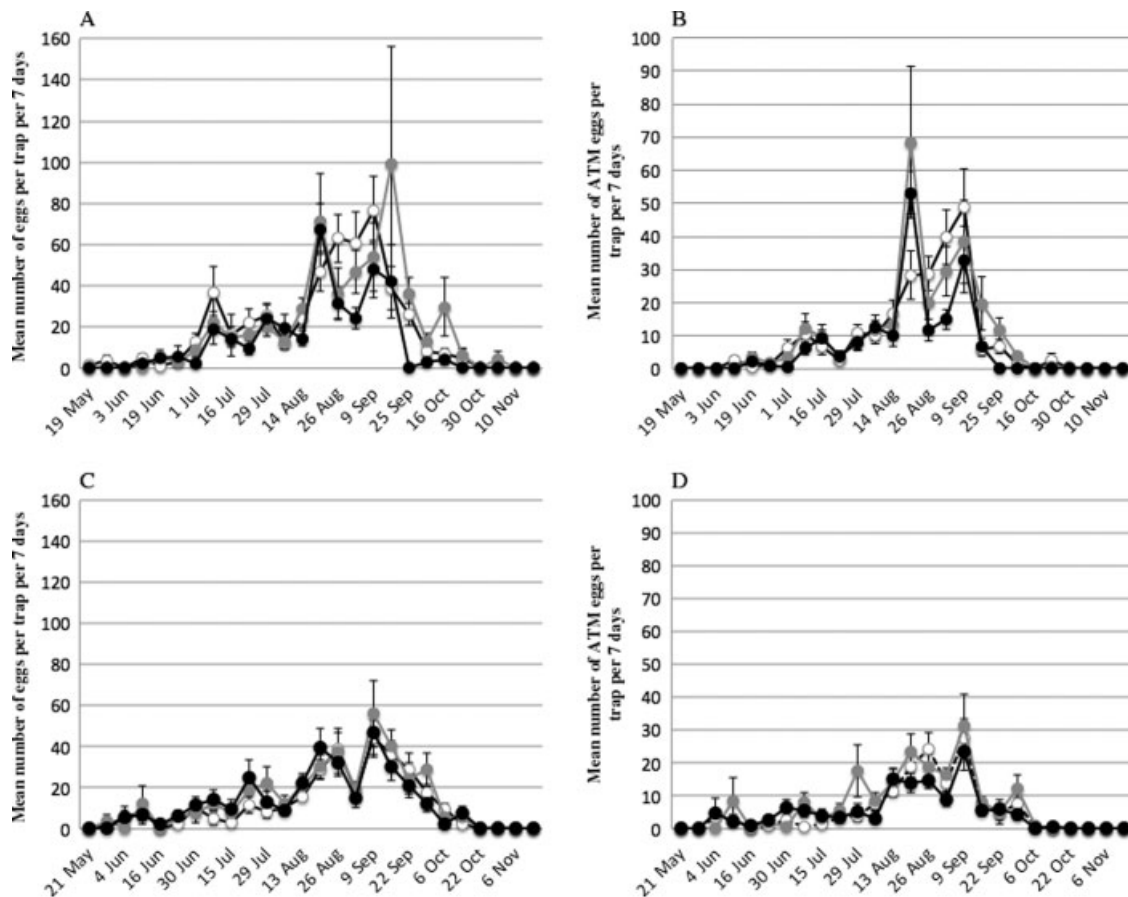 A
Mean number of eggs per trap per 7 days
160
140
120
100
80
60
40
20
0
19 May
3 Jun
19 Jun
1 Jul
16 Jul
29 Jul
14 Aug
26 Aug
9 Sep
25 Sep
16 Oct
30 Oct
10 Nov
B
Mean number of ATM eggs per
trap per 7 days
100
90
80
70
60
50
40
30
20
10
0
19 May
3 Jun
19 Jun
1 Jul
16 Jul
29 Jul
14 Aug
26 Aug
9 Sep
25 Sep
16 Oct
30 Oct
10 Nov
C
Mean number of eggs per trap per 7 days
160
140
120
100
80
60
40
20
0
21 May
4 Jun
16 Jun
30 Jun
15 Jul
29 Jul
13 Aug
26 Aug
9 Sep
22 Sep
6 Oct
22 Oct
6 Nov
D
Mean number of ATM eggs per
trap per 7 days
100
90
80
70
60
50
40
30
20
10
0
21 May
4 Jun
16 Jun
30 Jun
15 Jul
29 Jul
13 Aug
26 Aug
9 Sep
22 Sep
6 Oct
22 Oct
6 Nov